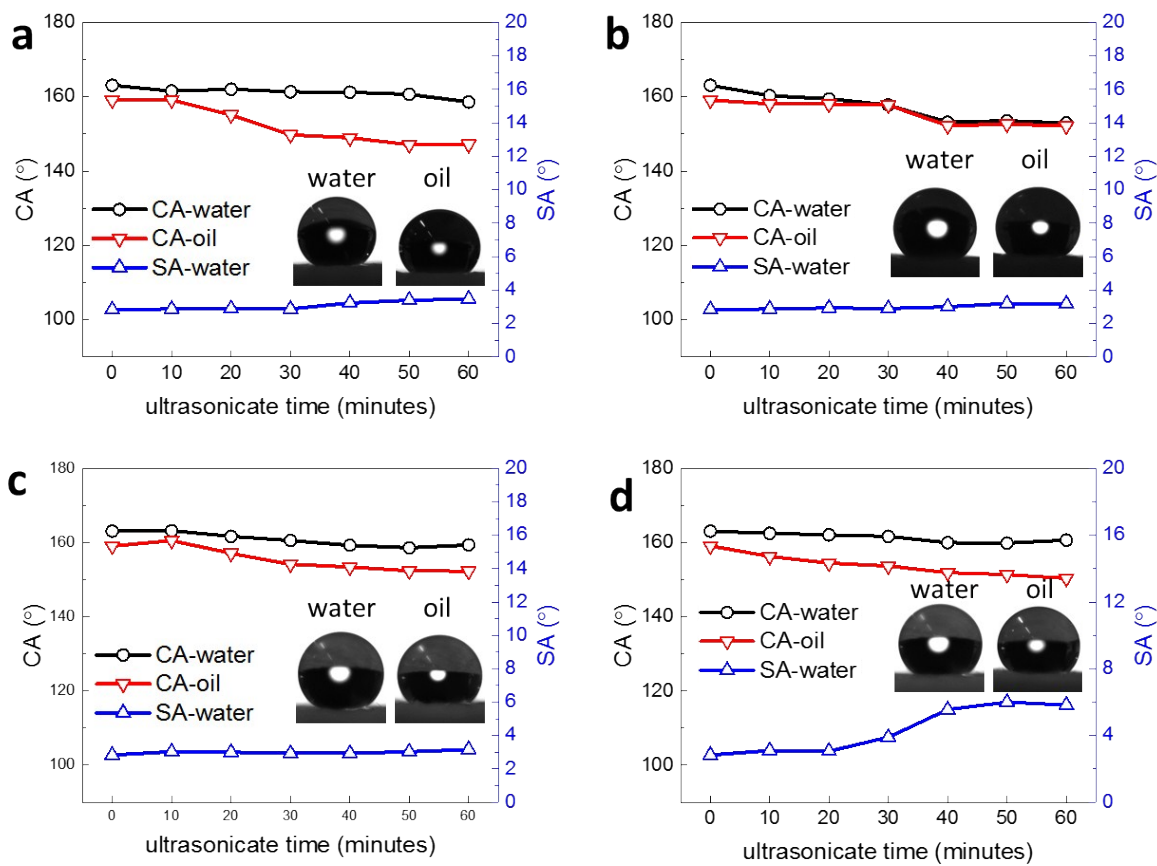 a
180
160
140
120
100
CA (°)
20
18
16
14
12
10
8
6
4
2
0
SA (°)
water oil
CA-water
CA-oil
SA-water
0 10 20 30 40 50 60
ultrasonicate time (minutes)
b
180
160
140
120
100
CA (°)
20
18
16
14
12
10
8
6
4
2
0
SA (°)
water oil
CA-water
CA-oil
SA-water
0 10 20 30 40 50 60
ultrasonicate time (minutes)
c
180
160
140
120
100
CA (°)
20
18
16
14
12
10
8
6
4
2
0
SA (°)
water oil
CA-water
CA-oil
SA-water
0 10 20 30 40 50 60
ultrasonicate time (minutes)
d
180
160
140
120
100
CA (°)
20
16
12
8
4
0
SA (°)
water oil
CA-water
CA-oil
SA-water
0 10 20 30 40 50 60
ultrasonicate time (minutes)